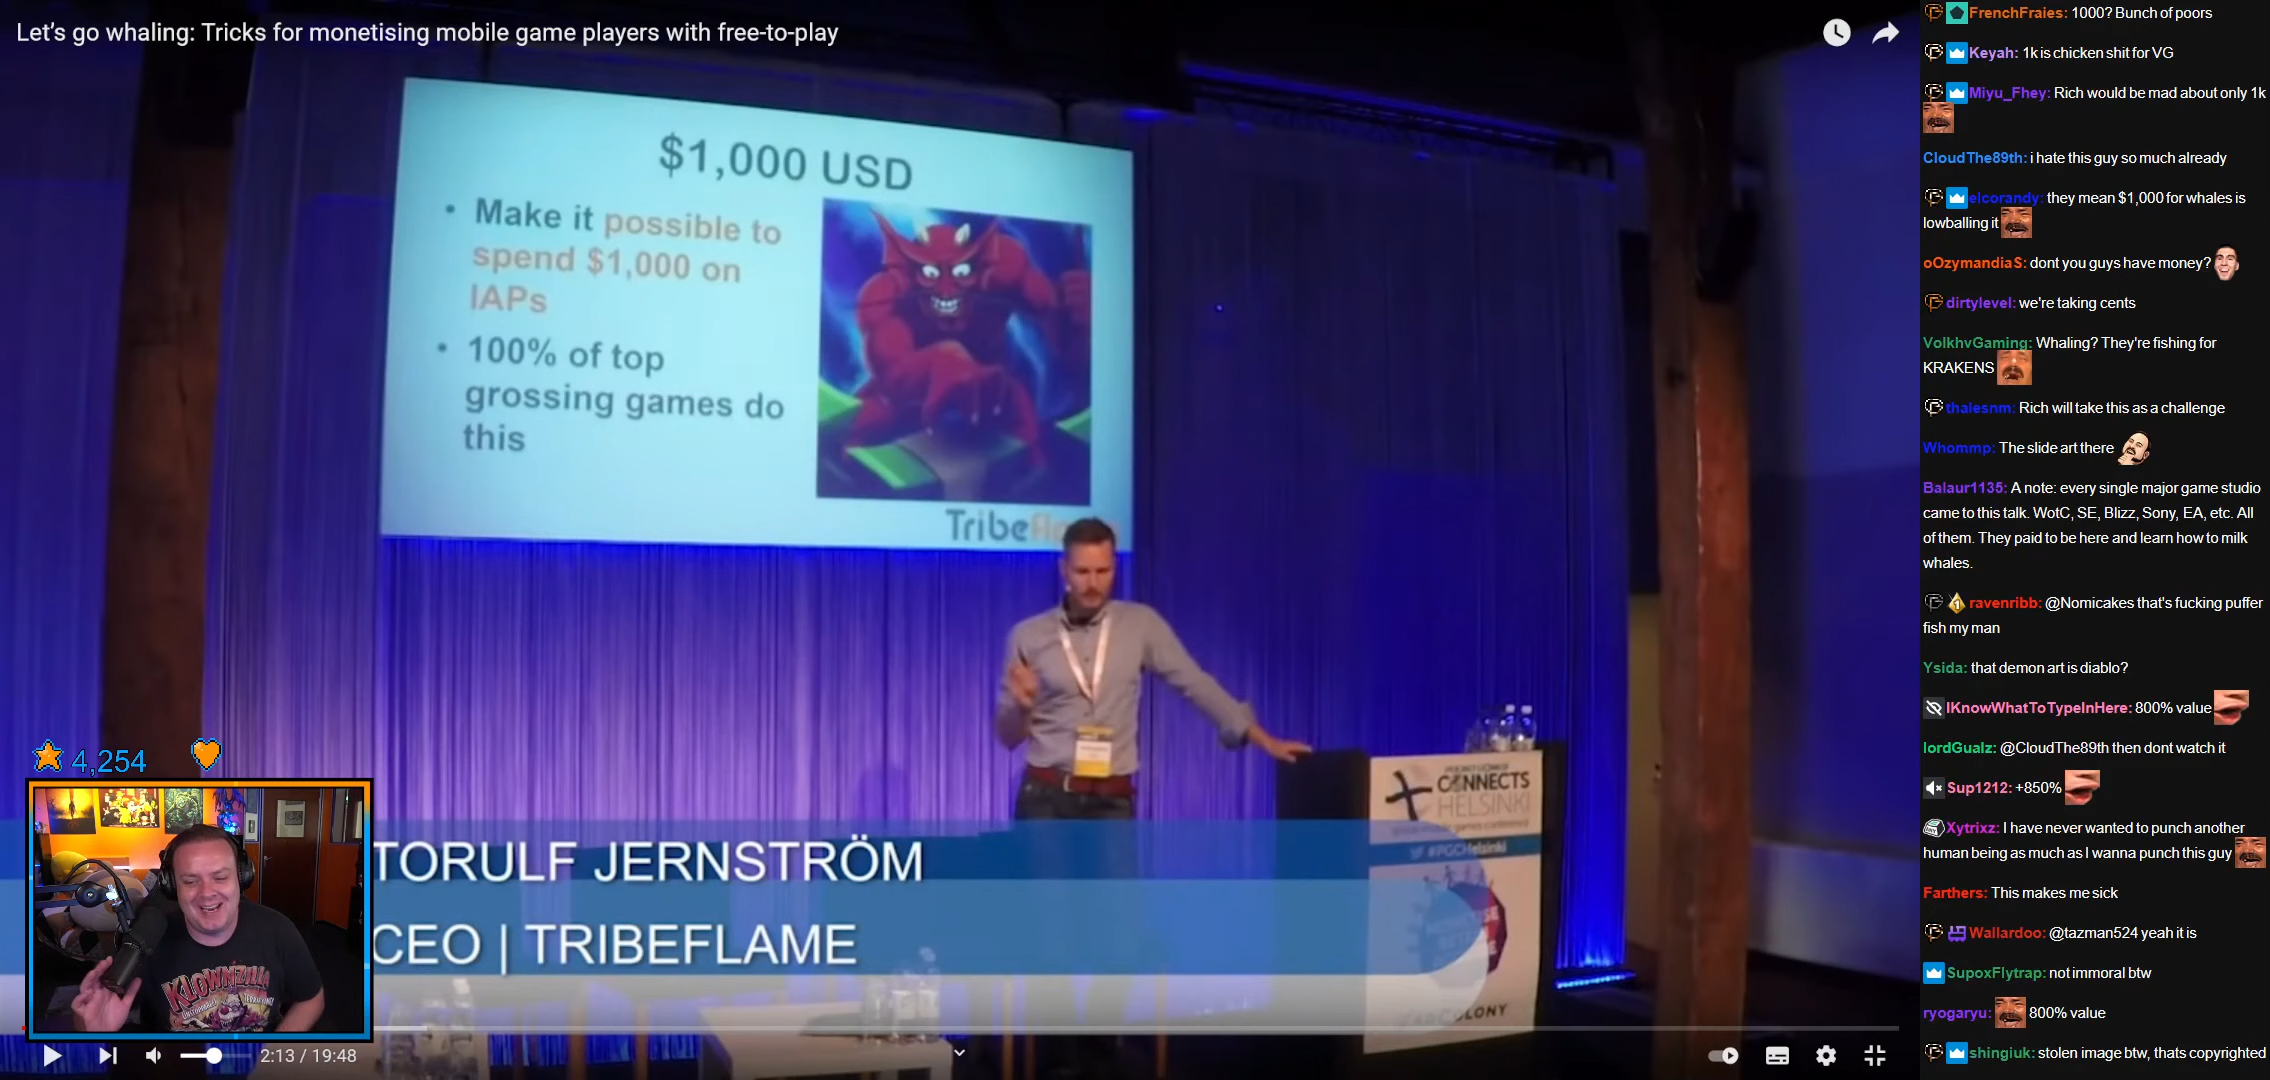 Let's go whaling: Tricks for monetising mobile game players with free-to-play
$1,000 USD
• Make it possible to
spend $1,000 on
IAPs
• 100% of top
grossing games do
this
Tribe
CONNECTS
HELSINKI
#PGCHelsinki
4,254
KLOWNZILLA
TORULF JERNSTRÖM
CEO | TRIBEFLAME
2:13 / 19:48
FrenchFraies: 1000? Bunch of poors
Keyah: 1k is chicken shit for VG
Miyu_Fhey: Rich would be mad about only 1k
CloudThe89th: i hate this guy so much already
elcorandy: they mean $1,000 for whales is
lowballing it
oOzymandiaS: dont you guys have money?
dirtylevel: we're taking cents
VolkhvGaming: Whaling? They're fishing for
KRAKENS
thalesnm: Rich will take this as a challenge
Whommp: The slide art there
Balaur1135: A note: every single major game studio
came to this talk. WotC, SE, Blizz, Sony, EA, etc. All
of them. They paid to be here and learn how to milk
whales.
ravenribb: @Nomicakes that's fucking puffer
fish my man
Ysida: that demon art is diablo?
IKnowWhatToTypeInHere: 800% value
lordGualz: @CloudThe89th then dont watch it
Sup1212: +850%
Xytrixz: I have never wanted to punch another
human being as much as I wanna punch this guy
Farthers: This makes me sick
Wallardoo: @tazman524 yeah it is
SupoxFlytrap: not immoral btw
ryogaryu: 800% value
shingiuk: stolen image btw, thats copyrighted